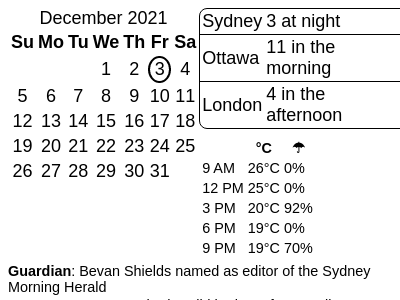 December 2021
Su Mo Tu We Th Fr Sa
1 2 3 4
5 6 7 8 9 10 11
12 13 14 15 16 17 18
19 20 21 22 23 24 25
26 27 28 29 30 31
Sydney 3 at night
Ottawa 11 in the
morning
London 4 in the
afternoon
°C ☂
9 AM 26°C 0%
12 PM 25°C 0%
3 PM 20°C 92%
6 PM 19°C 0%
9 PM 19°C 70%
Guardian: Bevan Shields named as editor of the Sydney
Morning Herald